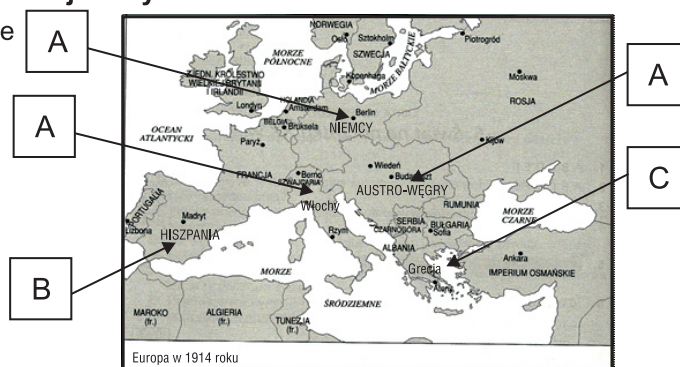 e
A
A
A
C
B
NORWEGIA
Oslo
Sztokholm
SZWECJA
Piotrogród
MORZE
PÓŁNOCNE
MORZE BAŁTYCKIE
Kopenhaga
Moskwa
ROSJA
ZJEDN. KRÓLESTWO
WIELKIEJ BRYTANII
I IRLANDII
Londyn
HOLANDIA
Amsterdam
Berlin
NIEMCY
BELGIA
Bruksela
OCEAN
ATLANTYCKI
Paryż
Kijów
FRANCJA
Berno
SZWAJCARIA
Wiedeń
Budapeszt
AUSTRO-WĘGRY
Włochy
RUMUNIA
PORTUGALIA
Lizbona
Madryt
HISZPANIA
Rzym
SERBIA
CZARNOGÓRA
BUŁGARIA
Sofia
MORZE
CZARNE
ALBANIA
Grecja
Ateny
Ankara
IMPERIUM OSMAŃSKIE
MORZE
ŚRÓDZIEMNE
MAROKO
(fr.)
ALGIERIA
(fr.)
TUNEZJA
(fr.)
Europa w 1914 roku